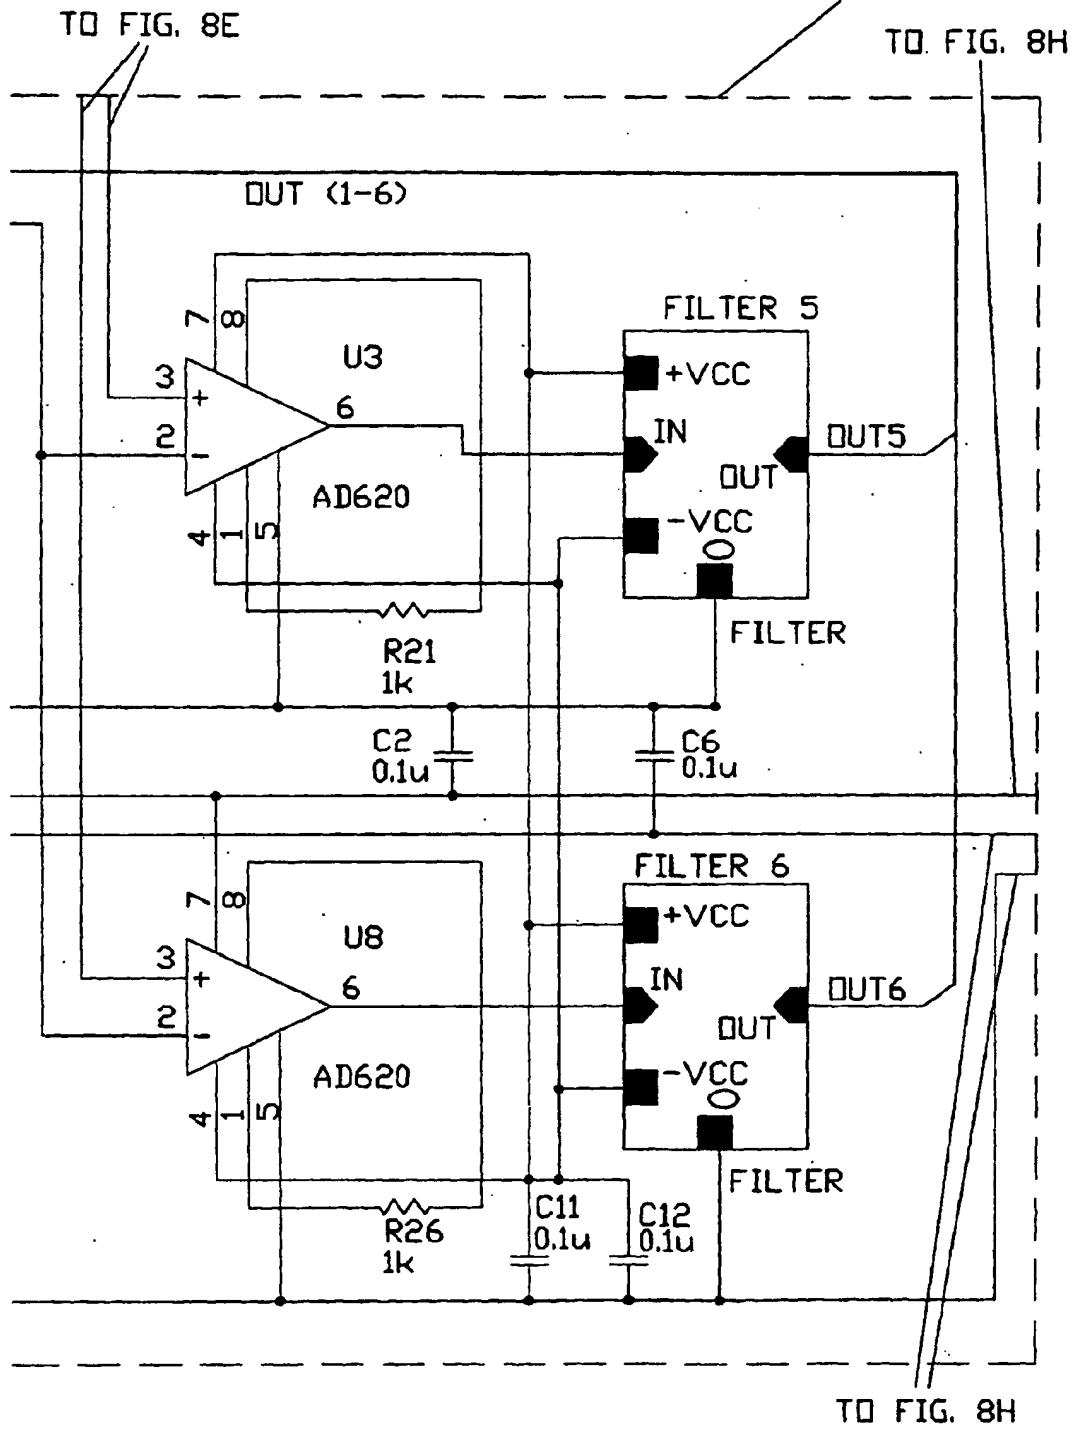 TO FIG. 8E
TO FIG. 8H
OUT (1-6)
7
8
U3
3
+
6
2
-
AD620
4
1
5
R21
1k
FILTER 5
+VCC
IN
OUT
OUT5
-VCC
0
FILTER
C2
0.1u
C6
0.1u
7
8
U8
3
+
6
2
-
AD620
4
1
5
R26
1k
FILTER 6
+VCC
IN
OUT
OUT6
-VCC
0
FILTER
C11
0.1u
C12
0.1u
TO FIG. 8H